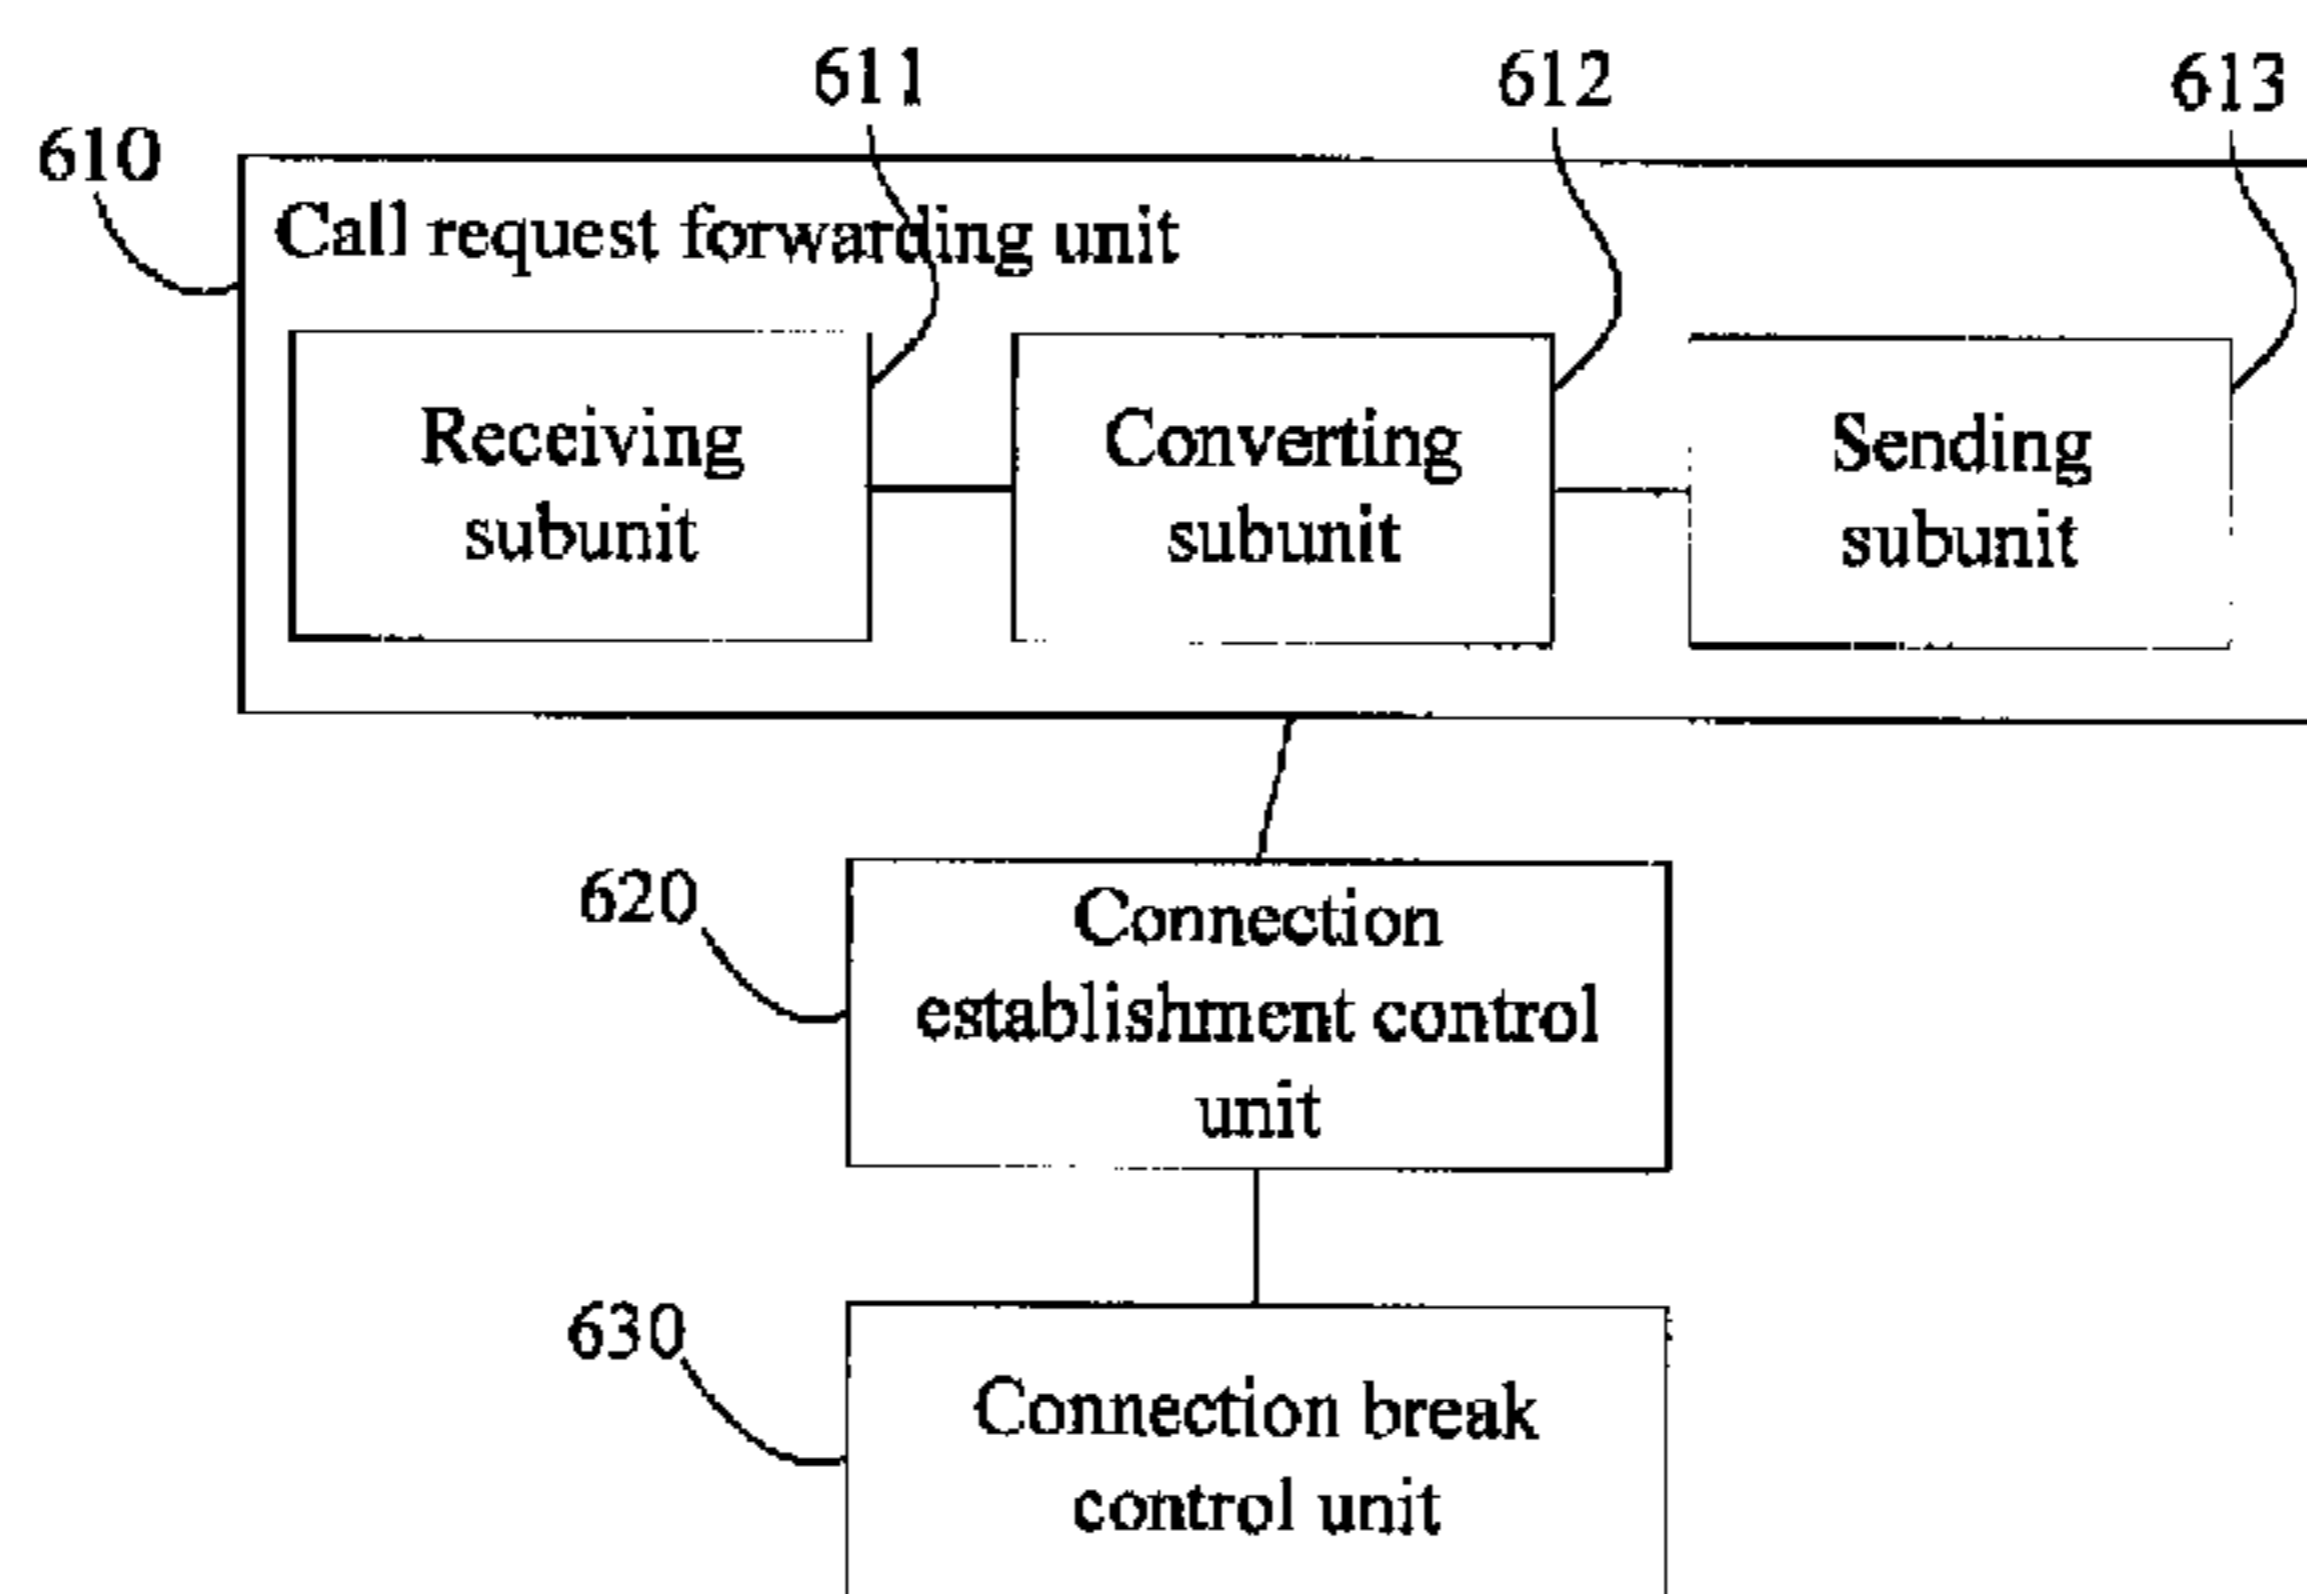 611
612
613
610
Call request forwarding unit
Receiving
subunit
Converting
subunit
Sending
subunit
620
Connection
establishment control
unit
630
Connection break
control unit